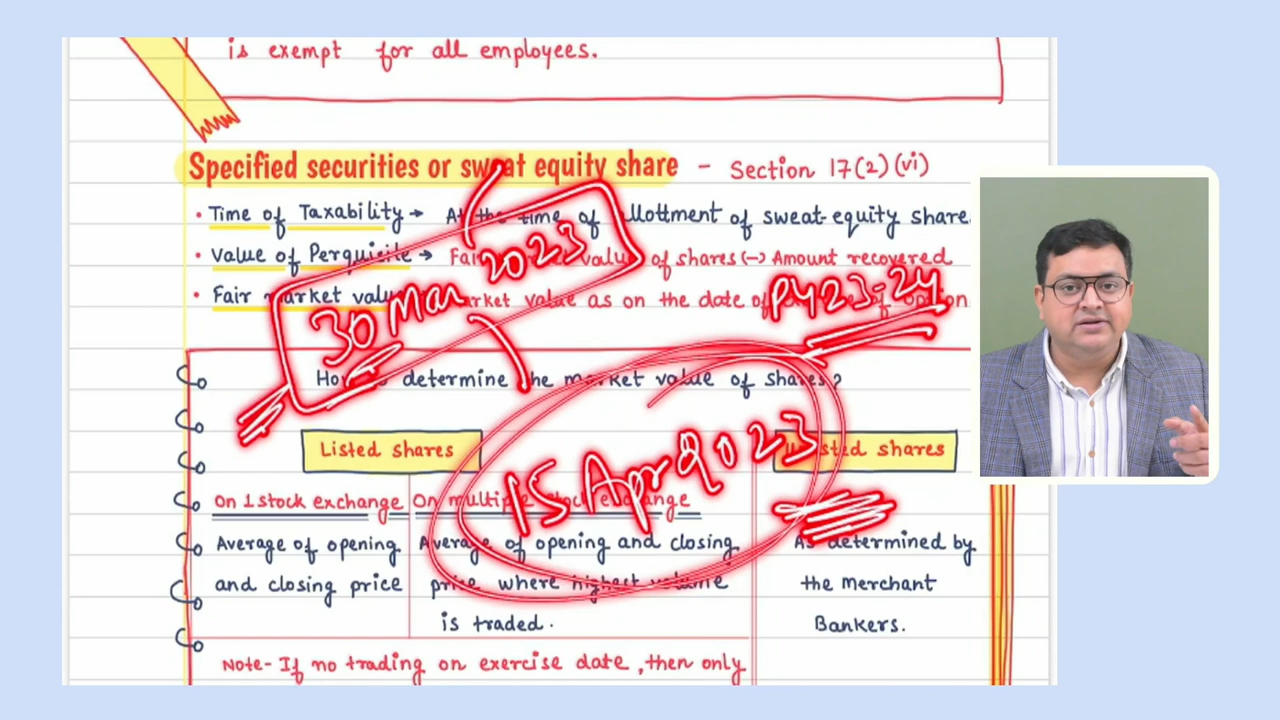 is exempt for all employees.
Specified securities or sweat equity share - Section 17(2)(vi)
• Time of Taxability → At the time of allottment of sweat-equity share
• Value of Perquisite → Fair market value of shares (-) Amount recovered
• Fair market value market value as on the date of of option
30 Mar 2023
PY 23-24
How to determine the market value of shares?
15 Apr 2023
Listed shares
Unlisted shares
On 1 stock exchange
Average of opening
and closing price
On multiple stock exchange
Average of opening and closing
price where highest volume
is traded.
As determined by
the Merchant
Bankers.
Note- If no trading on exercise date, then only